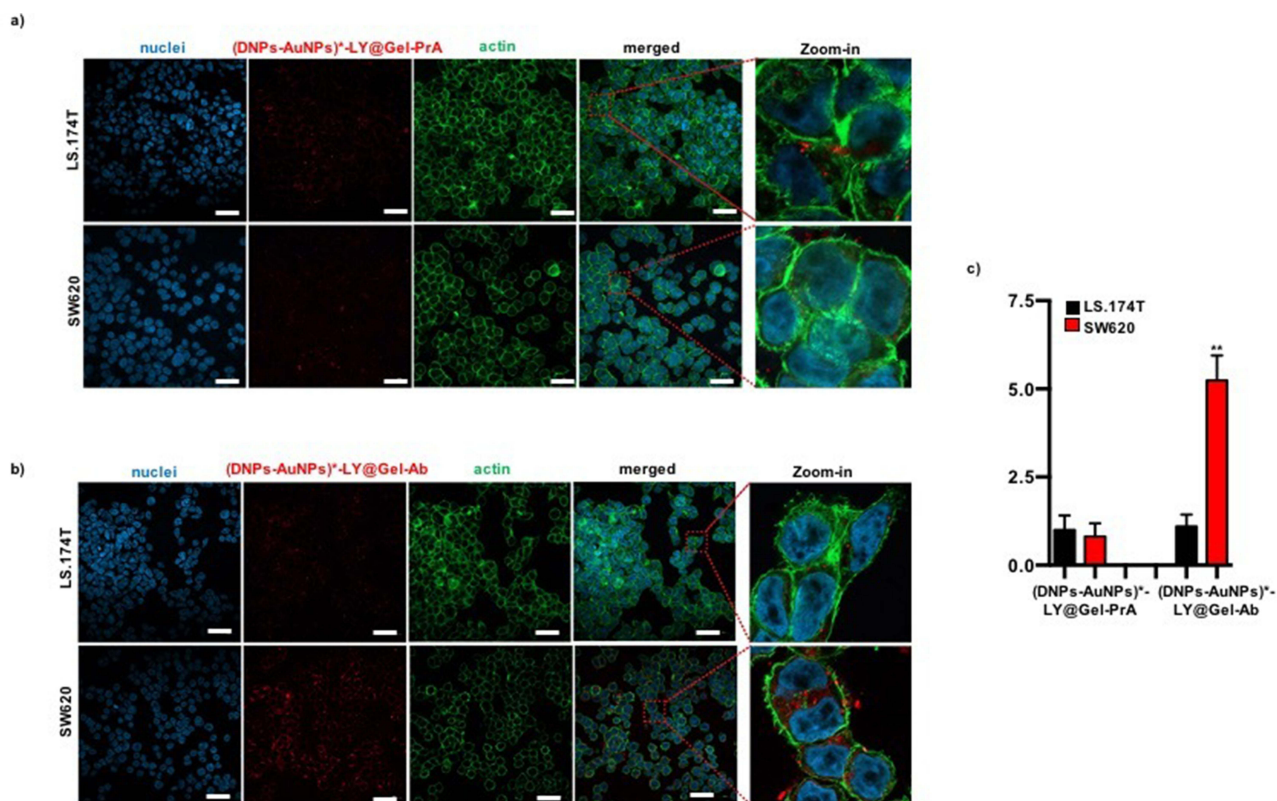 a)
nuclei (DNPs-AuNPs)*-LY@Gel-PrA actin merged Zoom-in
LS.174T
SW620
b)
nuclei (DNPs-AuNPs)*-LY@Gel-Ab actin merged Zoom-in
LS.174T
SW620
c)
7.5
5.0
2.5
0.0
LS.174T
SW620
**
(DNPs-AuNPs)*-
LY@Gel-PrA
(DNPs-AuNPs)*-
LY@Gel-Ab